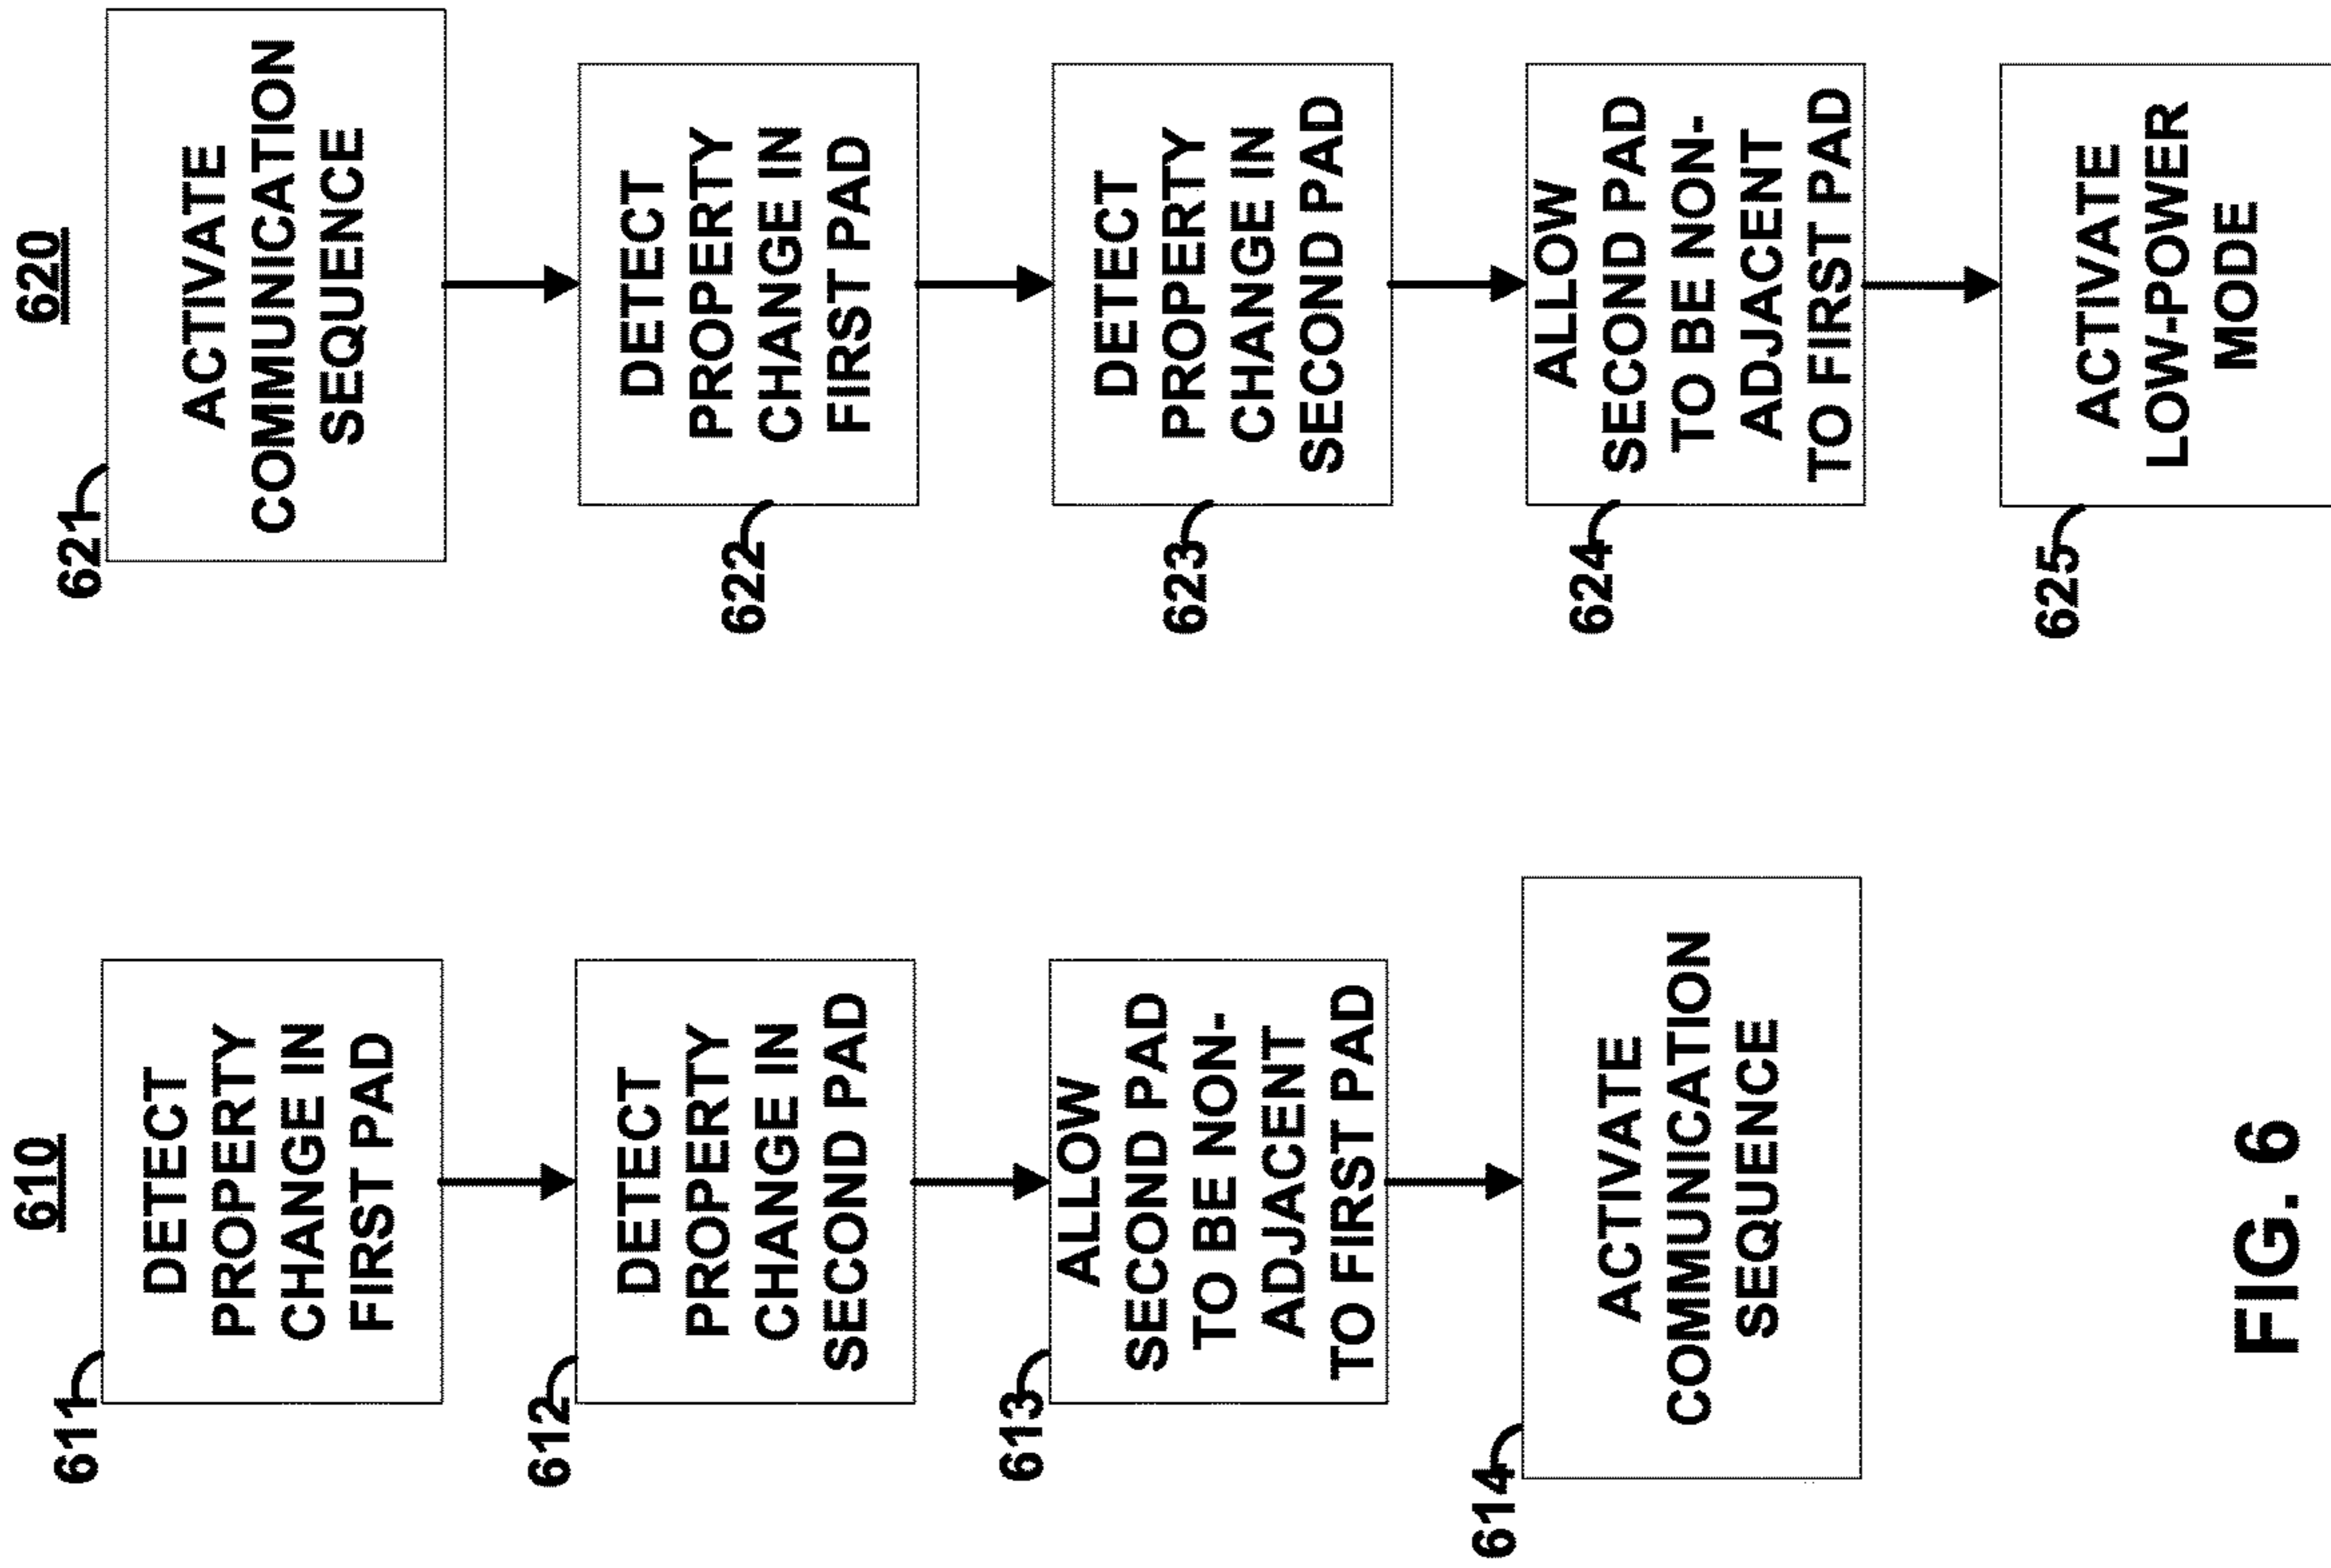 610
611
DETECT
PROPERTY
CHANGE IN
FIRST PAD
612
DETECT
PROPERTY
CHANGE IN
SECOND PAD
613
ALLOW
SECOND PAD
TO BE NON-
ADJACENT
TO FIRST PAD
614
ACTIVATE
COMMUNICATION
SEQUENCE
620
621
ACTIVATE
COMMUNICATION
SEQUENCE
622
DETECT
PROPERTY
CHANGE IN
FIRST PAD
623
DETECT
PROPERTY
CHANGE IN
SECOND PAD
624
ALLOW
SECOND PAD
TO BE NON-
ADJACENT
TO FIRST PAD
625
ACTIVATE
LOW-POWER
MODE
FIG. 6